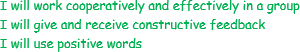 I will work cooperatively and effectively in a group
I will give and receive constructive feedback
I will use positive words